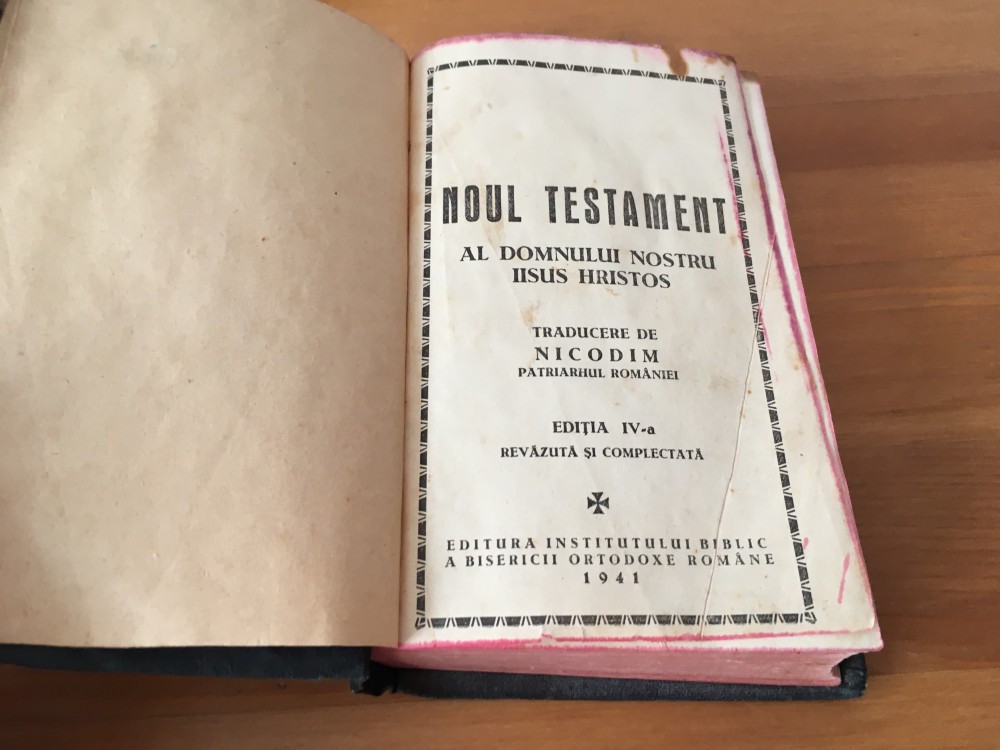 NOUL TESTAMENT
AL DOMNULUI NOSTRU
IISUS HRISTOS
TRADUCERE DE
NICODIM
PATRIARHUL ROMÂNIEI
EDIȚIA IV-a
REVĂZUTĂ ȘI COMPLECTATĂ
EDITURA INSTITUTULUI BIBLIC
A BISERICII ORTODOXE ROMÂNE
1941